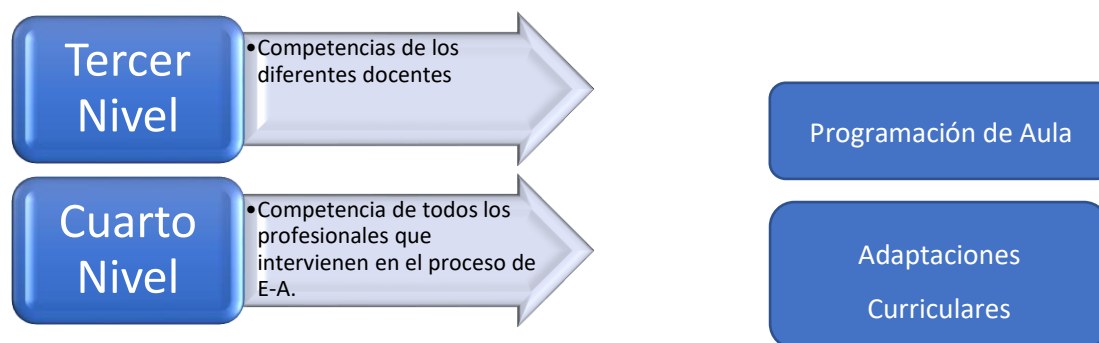 Tercer
Nivel
•Competencias de los
diferentes docentes
Programación de Aula
Cuarto
Nivel
•Competencia de todos los
profesionales que
intervienen en el proceso de
E-A.
Adaptaciones
Curriculares